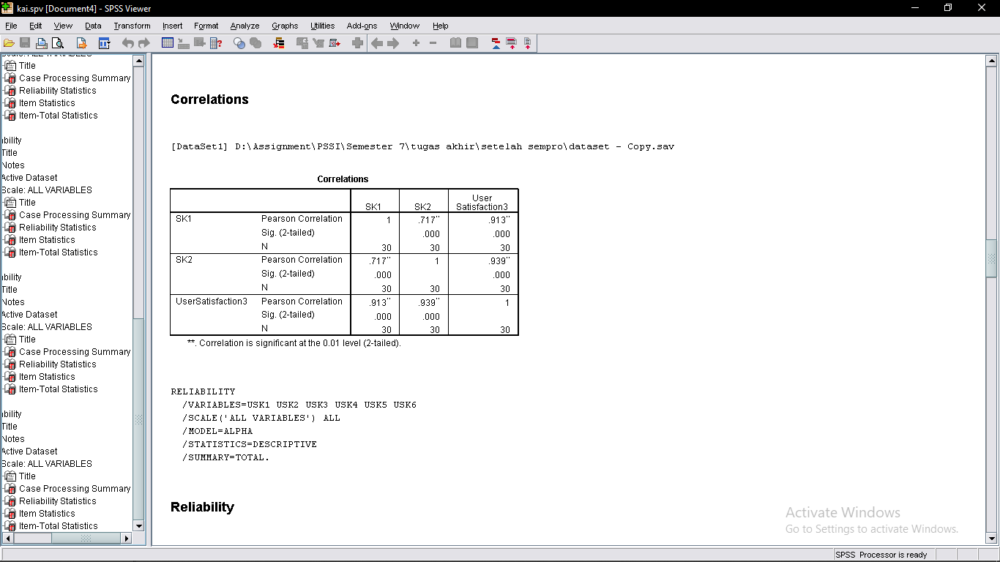 kai.spv [Document4] - SPSS Viewer
File Edit View Data Transform Insert Format Analyze Graphs Utilities Add-ons Window Help
Scale: ALL VARIABLES
Title
Case Processing Summary
Reliability Statistics
Item Statistics
Item-Total Statistics
ability
Title
Notes
Active Dataset
Scale: ALL VARIABLES
Title
Case Processing Summary
Reliability Statistics
Item Statistics
Item-Total Statistics
ability
Title
Notes
Active Dataset
Scale: ALL VARIABLES
Title
Case Processing Summary
Reliability Statistics
Item Statistics
Item-Total Statistics
ability
Title
Notes
Active Dataset
Scale: ALL VARIABLES
Title
Case Processing Summary
Reliability Statistics
Item Statistics
Item-Total Statistics
Correlations
[DataSet1] D:\Assignment\PSSI\Semester 7\tugas akhir\setelah sempro\dataset - Copy.sav
Correlations
SK1 SK2 User Satisfaction3
SK1 Pearson Correlation 1 .717** .913**
Sig. (2-tailed) .000 .000
N 30 30 30
SK2 Pearson Correlation .717** 1 .939**
Sig. (2-tailed) .000 .000
N 30 30 30
UserSatisfaction3 Pearson Correlation .913** .939** 1
Sig. (2-tailed) .000 .000
N 30 30 30
**. Correlation is significant at the 0.01 level (2-tailed).
RELIABILITY
/VARIABLES=USK1 USK2 USK3 USK4 USK5 USK6
/SCALE('ALL VARIABLES') ALL
/MODEL=ALPHA
/STATISTICS=DESCRIPTIVE
/SUMMARY=TOTAL.
Reliability
Activate Windows
Go to Settings to activate Windows.
SPSS Processor is ready